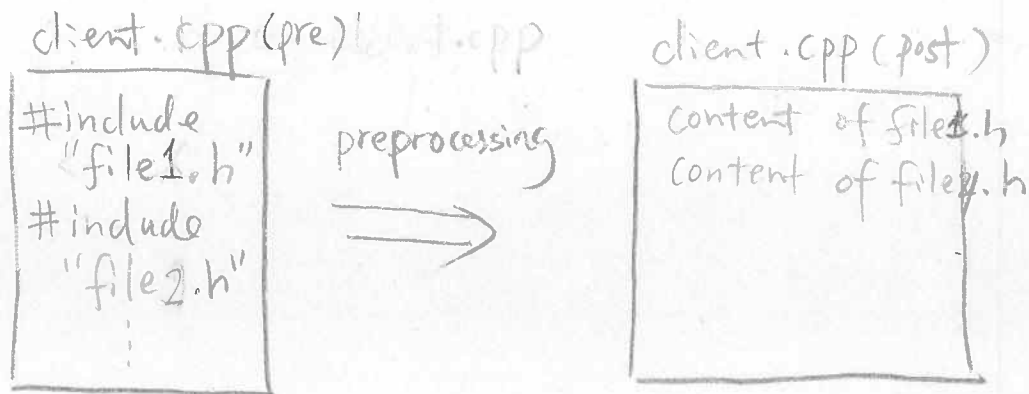 client.cpp (pre)
#include
"file1.h"
#include
"file2.h"
preprocessing
client.cpp (post)
content of file1.h
content of file2.h